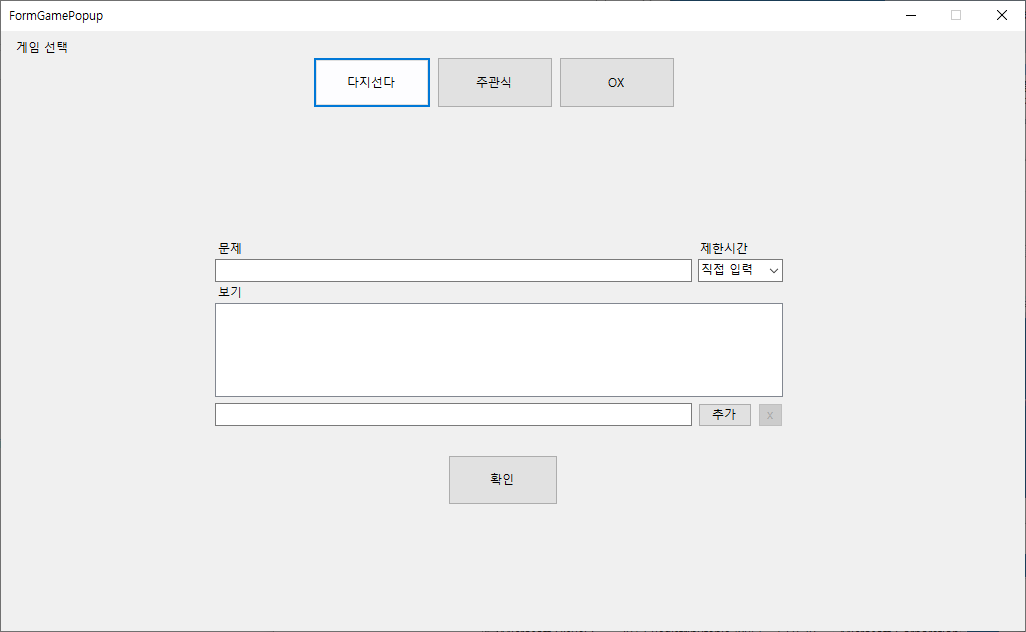 FormGamePopup
게임 선택
다지선다 주관식 OX
문제 제한시간
직접 입력
보기
추가 x
확인